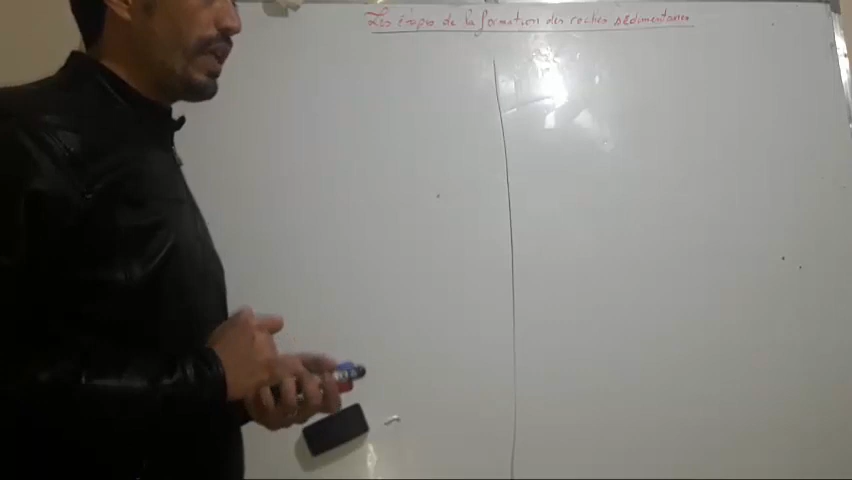 Les étapes de la formation des roches sédimentaires